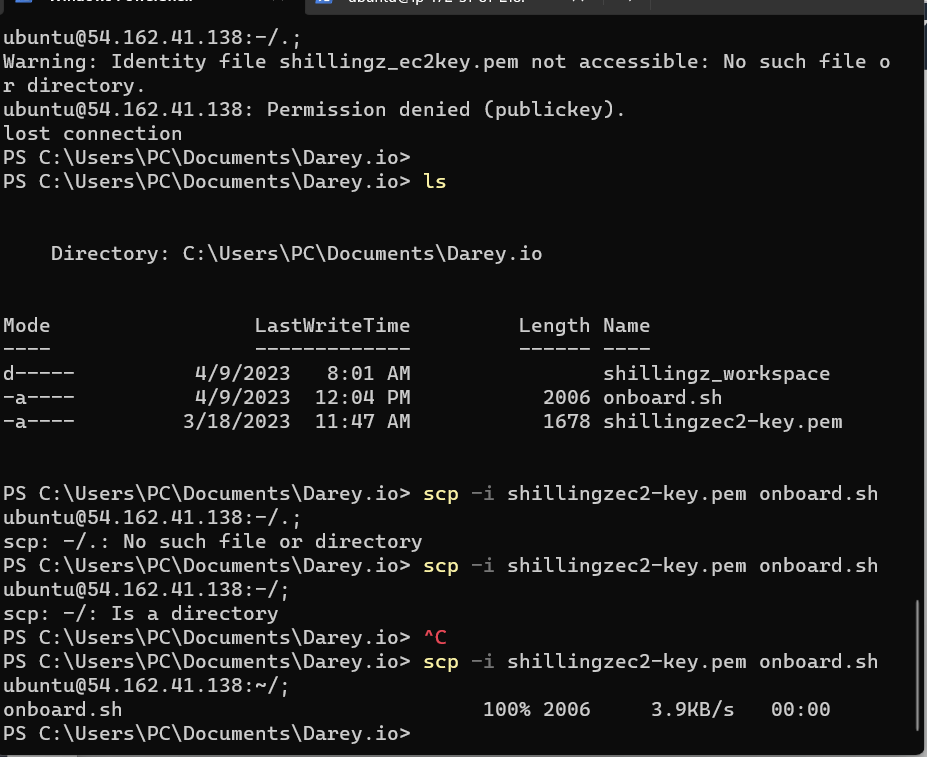 ubuntu@54.162.41.138:-/.;
Warning: Identity file shillingz_ec2key.pem not accessible: No such file o
r directory.
ubuntu@54.162.41.138: Permission denied (publickey).
lost connection
PS C:\Users\PC\Documents\Darey.io>
PS C:\Users\PC\Documents\Darey.io> ls
Directory: C:\Users\PC\Documents\Darey.io
Mode LastWriteTime Length Name
---- ------------- ------ ----
d----- 4/9/2023 8:01 AM shillingz_workspace
-a---- 4/9/2023 12:04 PM 2006 onboard.sh
-a---- 3/18/2023 11:47 AM 1678 shillingzec2-key.pem
PS C:\Users\PC\Documents\Darey.io> scp -i shillingzec2-key.pem onboard.sh
ubuntu@54.162.41.138:-/.;
scp: -/.: No such file or directory
PS C:\Users\PC\Documents\Darey.io> scp -i shillingzec2-key.pem onboard.sh
ubuntu@54.162.41.138:-/;
scp: -/: Is a directory
PS C:\Users\PC\Documents\Darey.io> ^C
PS C:\Users\PC\Documents\Darey.io> scp -i shillingzec2-key.pem onboard.sh
ubuntu@54.162.41.138:~/;
onboard.sh 100% 2006 3.9KB/s 00:00
PS C:\Users\PC\Documents\Darey.io>